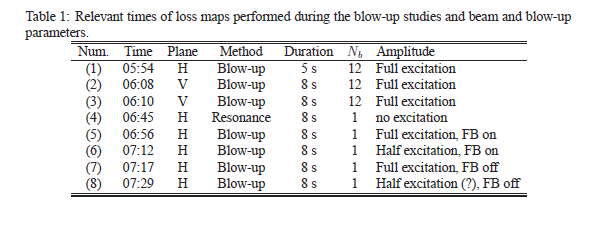 Table 1: Relevant times of loss maps performed during the blow-up studies and beam and blow-up
parameters.
Num. Time Plane Method Duration N_b Amplitude
(1) 05:54 H Blow-up 5 s 12 Full excitation
(2) 06:08 V Blow-up 8 s 12 Full excitation
(3) 06:10 V Blow-up 8 s 12 Full excitation
(4) 06:45 H Resonance 8 s 1 no excitation
(5) 06:56 H Blow-up 8 s 1 Full excitation, FB on
(6) 07:12 H Blow-up 8 s 1 Half excitation, FB on
(7) 07:17 H Blow-up 8 s 1 Full excitation, FB off
(8) 07:29 H Blow-up 8 s 1 Half excitation (?), FB off